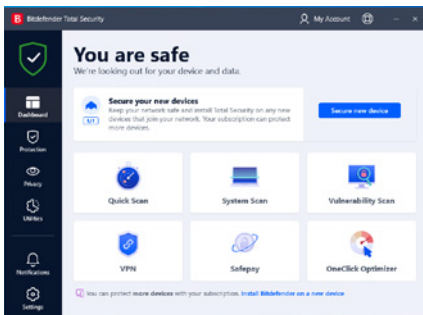 B Bitdefender Total Security
My Account
You are safe
We're looking out for your device and data.
Secure your new devices
Keep your network safe and install Total Security on any new
devices that join your network. Your subscription can protect
more devices.
1/1
Secure new device
Dashboard
Protection
Privacy
Utilities
Notifications
Settings
Quick Scan
System Scan
Vulnerability Scan
VPN
Safepay
OneClick Optimizer
You can protect more devices with your subscription. Install Bitdefender on a new device